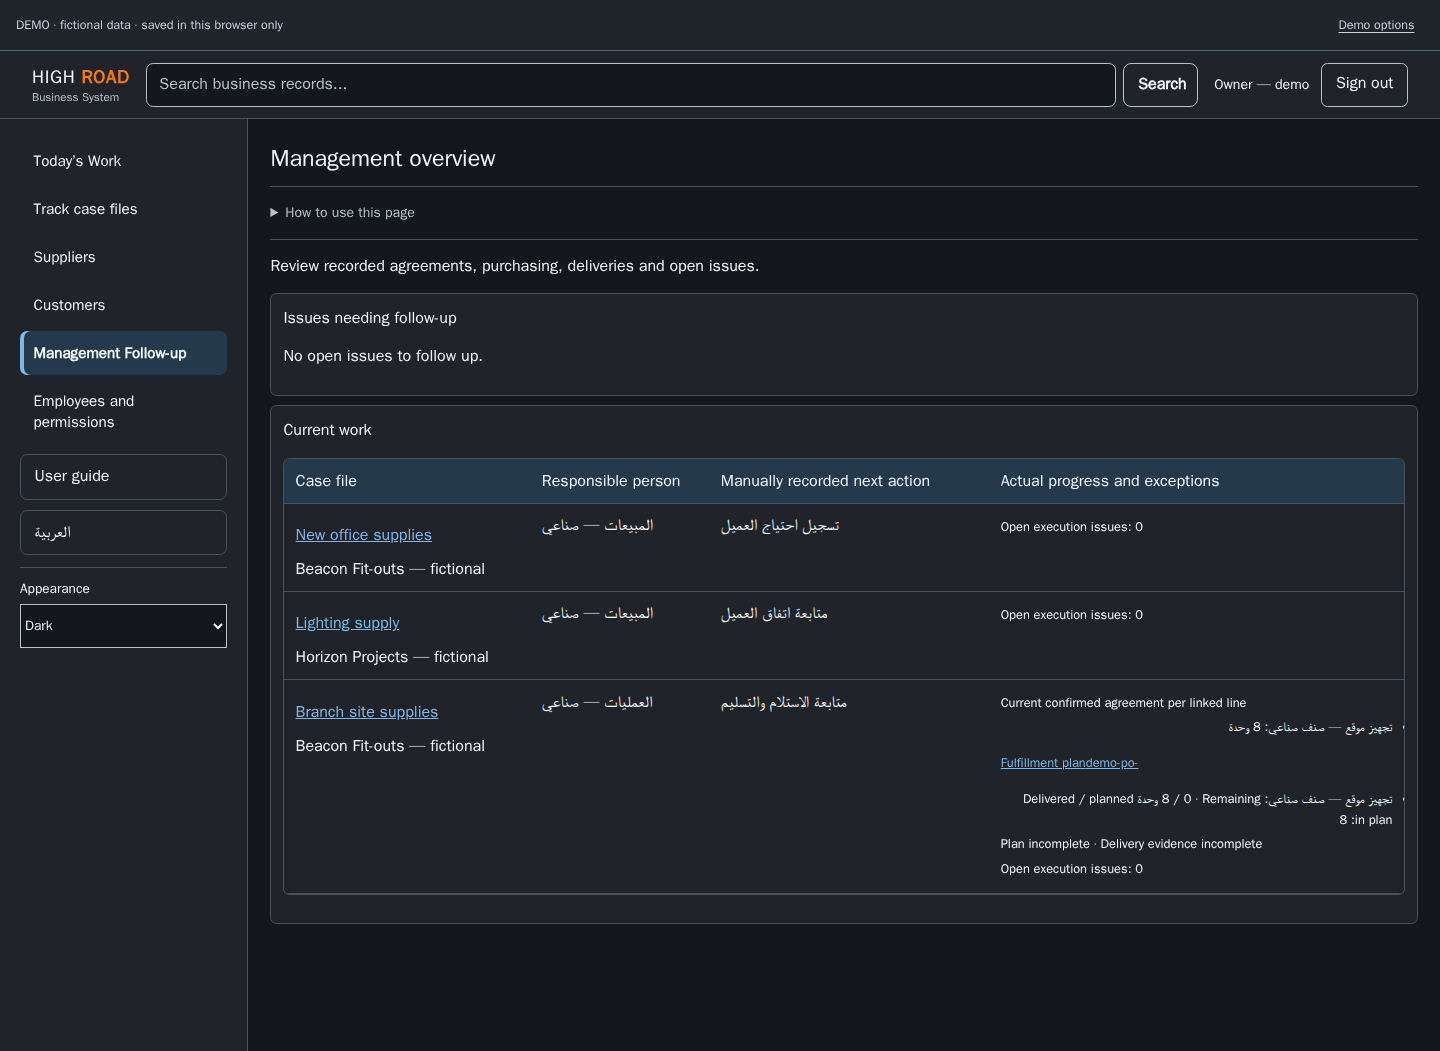 DEMO · fictional data · saved in this browser only
Demo options
HIGH ROAD
Business System
Search business records...
Search
Owner — demo
Sign out
Today's Work
Track case files
Suppliers
Customers
Management Follow-up
Employees and
permissions
User guide
العربية
Appearance
Dark
Management overview
How to use this page
Review recorded agreements, purchasing, deliveries and open issues.
Issues needing follow-up
No open issues to follow up.
Current work
Case file
Responsible person
Manually recorded next action
Actual progress and exceptions
New office supplies
Beacon Fit-outs — fictional
المبيعات — صناعي
تسجيل احتياج العميل
Open execution issues: 0
Lighting supply
Horizon Projects — fictional
المبيعات — صناعي
متابعة اتفاق العميل
Open execution issues: 0
Branch site supplies
Beacon Fit-outs — fictional
العمليات — صناعي
متابعة الاستلام والتسليم
Current confirmed agreement per linked line
تجهيز موقع — صنف صناعي: 8 وحدة
Fulfillment plandemo-po-
تجهيز موقع — صنف صناعي: Delivered / planned 0 / 8 وحدة · Remaining
in plan: 8
Plan incomplete · Delivery evidence incomplete
Open execution issues: 0